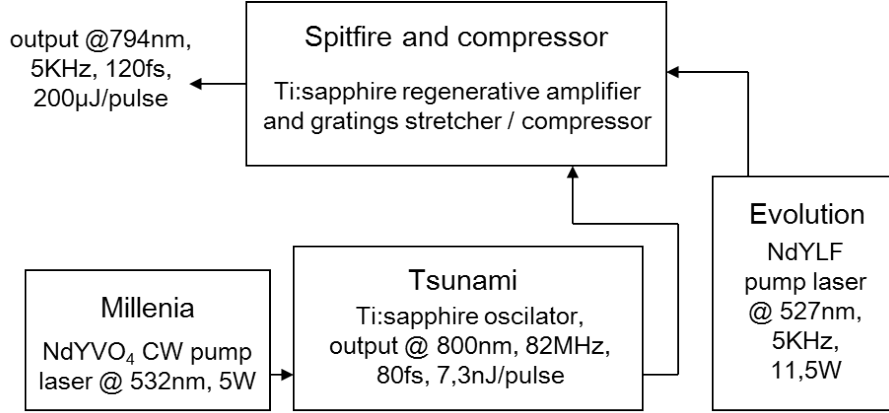 output @794nm,
5KHz, 120fs,
200µJ/pulse
Spitfire and compressor
Ti:sapphire regenerative amplifier
and gratings stretcher / compressor
Millenia
NdYVO₄ CW pump
laser @ 532nm, 5W
Tsunami
Ti:sapphire oscilator,
output @ 800nm, 82MHz,
80fs, 7,3nJ/pulse
Evolution
NdYLF
pump laser
@ 527nm,
5KHz,
11,5W